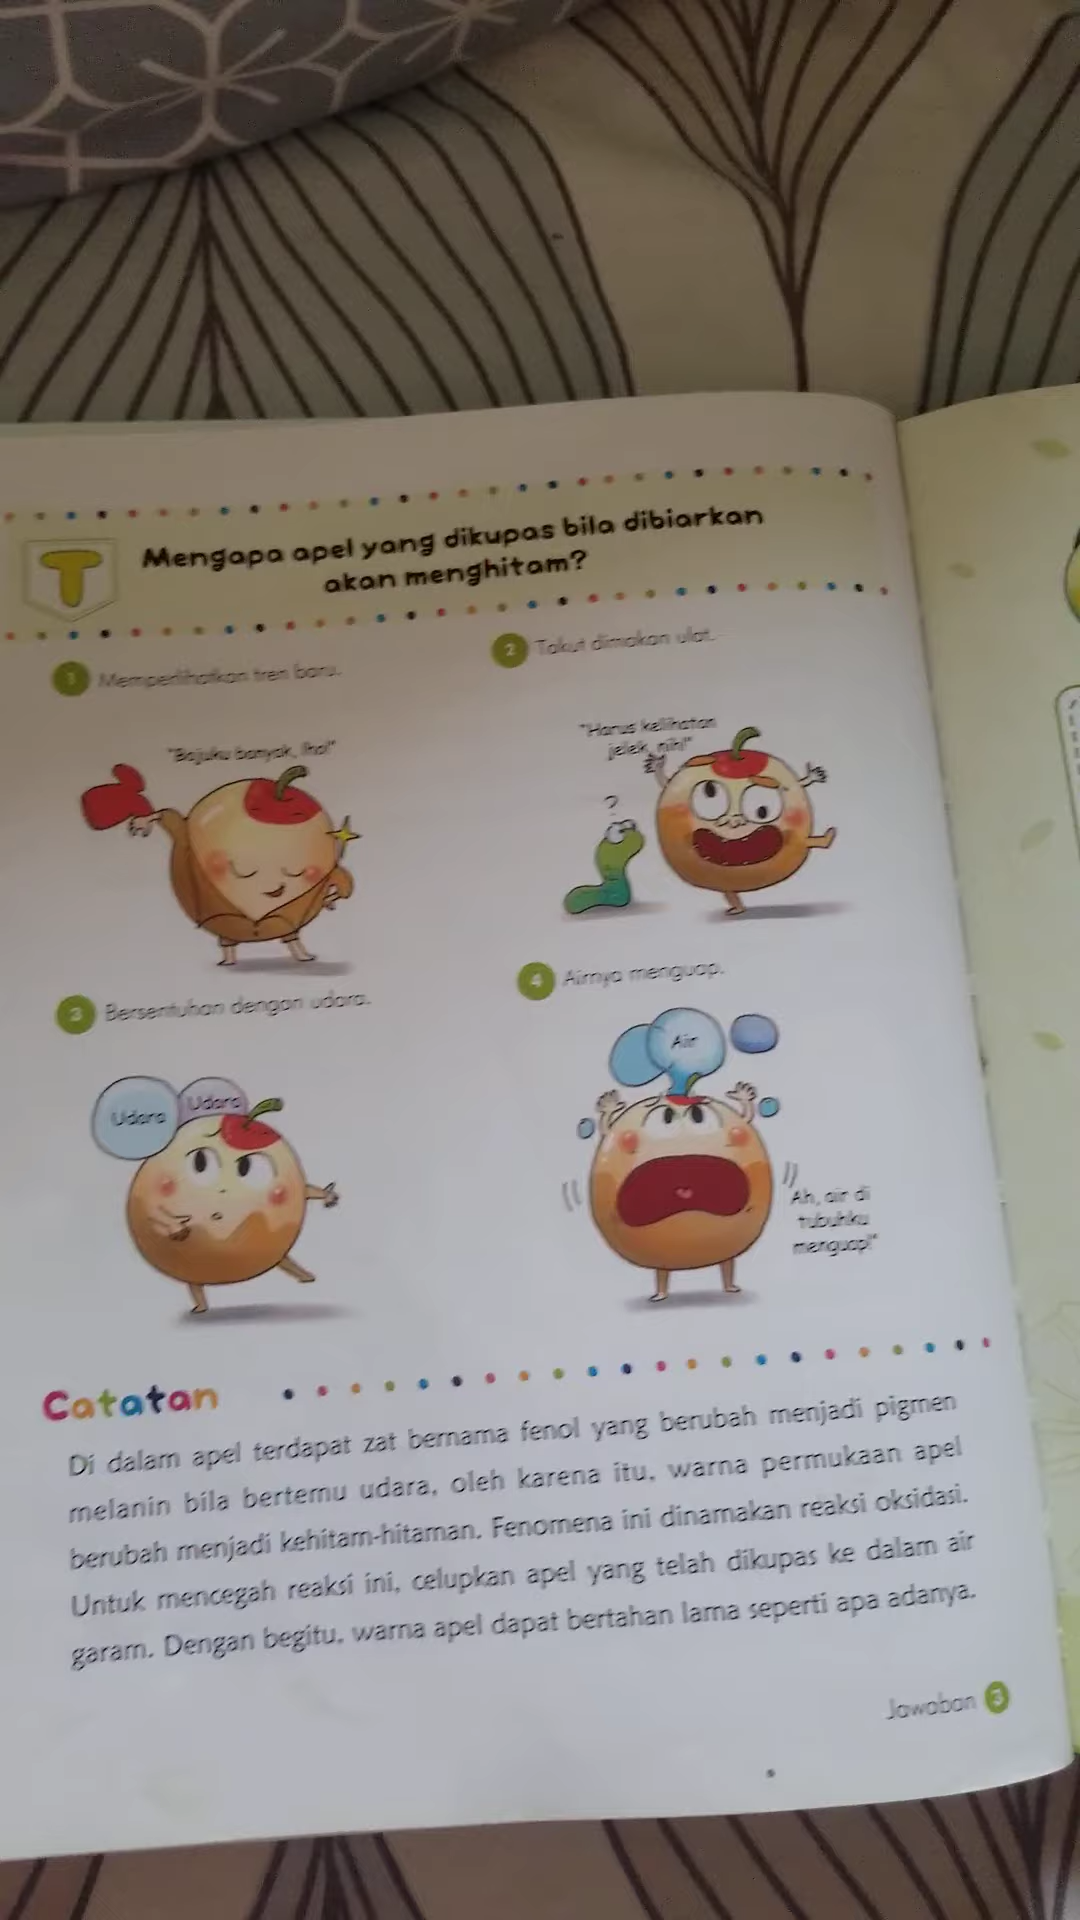 T
Mengapa apel yang dikupas bila dibiarkan
akan menghitam?
1 Memperlihatkan tren baru.
"Bajuku banyak, lho!"
2 Takut dimakan ulat.
"Harus kelihatan
jelek, nih!"
?
3 Bersentuhan dengan udara.
Udara
Udara
4 Airnya menguap.
Air
Ah, air di
tubuhku
menguap!"
Catatan
Di dalam apel terdapat zat bernama fenol yang berubah menjadi pigmen
melanin bila bertemu udara, oleh karena itu, warna permukaan apel
berubah menjadi kehitam-hitaman. Fenomena ini dinamakan reaksi oksidasi.
Untuk mencegah reaksi ini, celupkan apel yang telah dikupas ke dalam air
garam. Dengan begitu, warna apel dapat bertahan lama seperti apa adanya.
Jawaban 3